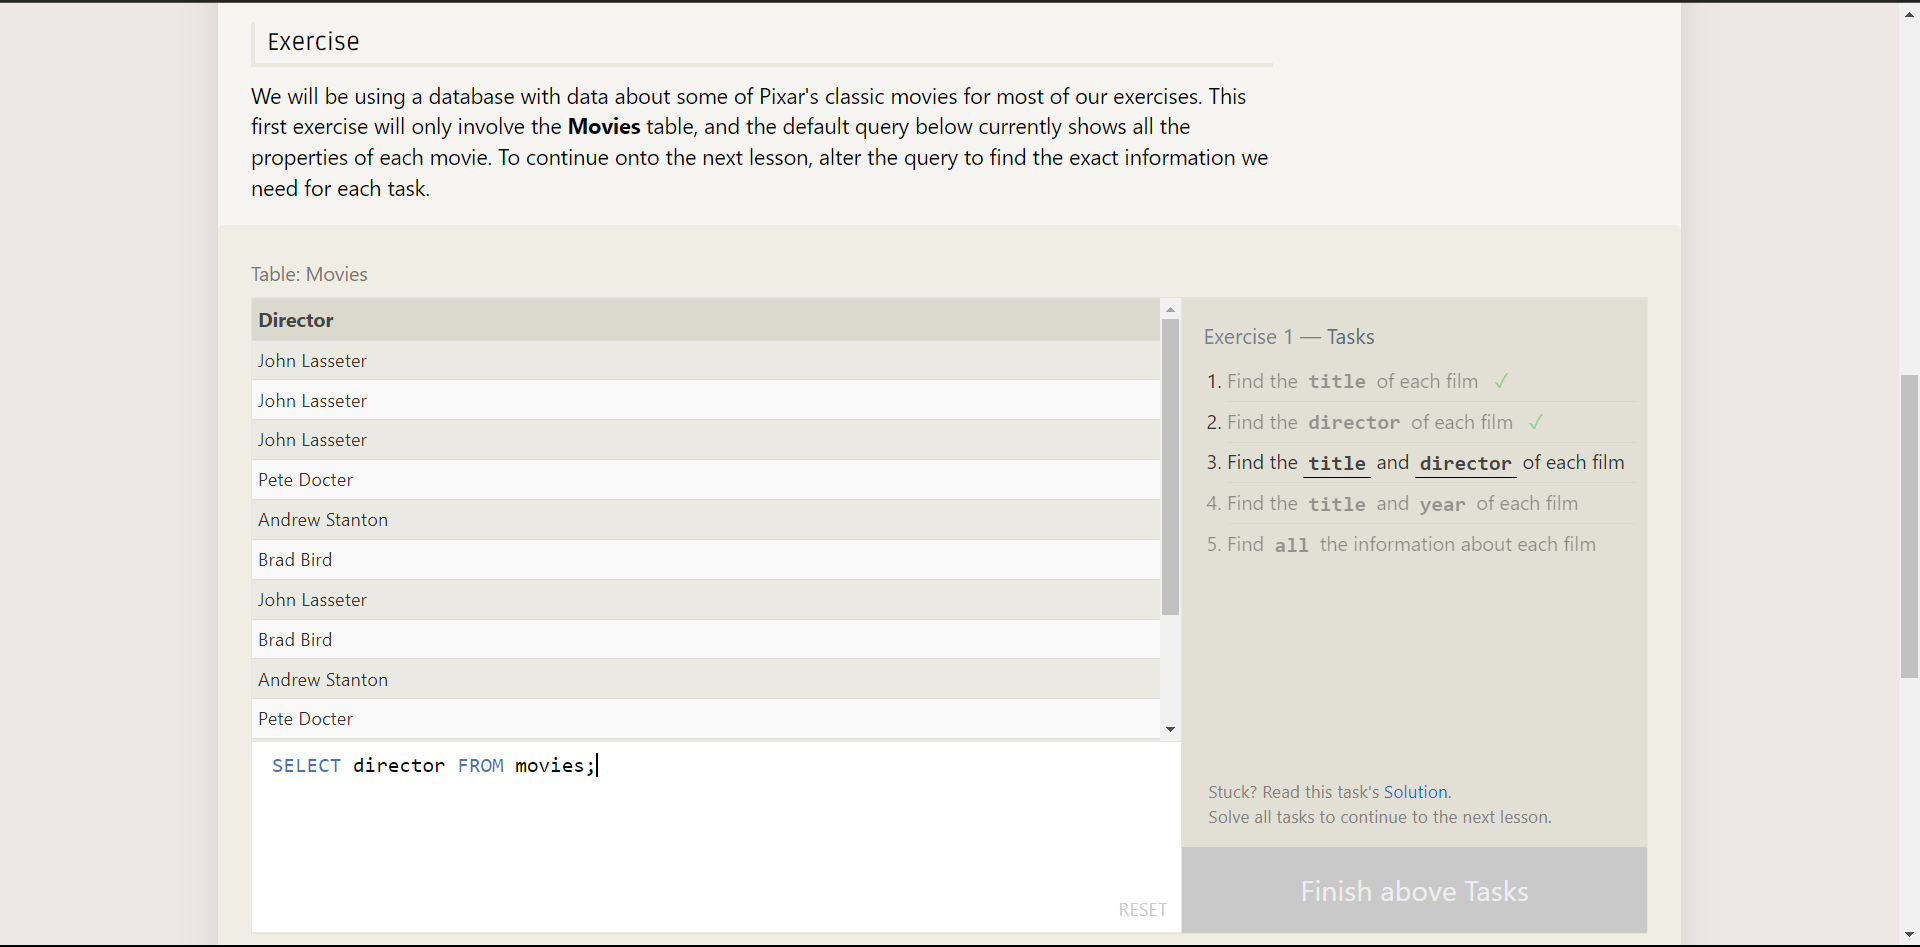 Exercise
We will be using a database with data about some of Pixar's classic movies for most of our exercises. This
first exercise will only involve the Movies table, and the default query below currently shows all the
properties of each movie. To continue onto the next lesson, alter the query to find the exact information we
need for each task.
Table: Movies
Director
John Lasseter
John Lasseter
John Lasseter
Pete Docter
Andrew Stanton
Brad Bird
John Lasseter
Brad Bird
Andrew Stanton
Pete Docter
SELECT director FROM movies;
RESET
Exercise 1 — Tasks
1. Find the title of each film ✓
2. Find the director of each film ✓
3. Find the title and director of each film
4. Find the title and year of each film
5. Find all the information about each film
Stuck? Read this task's Solution.
Solve all tasks to continue to the next lesson.
Finish above Tasks